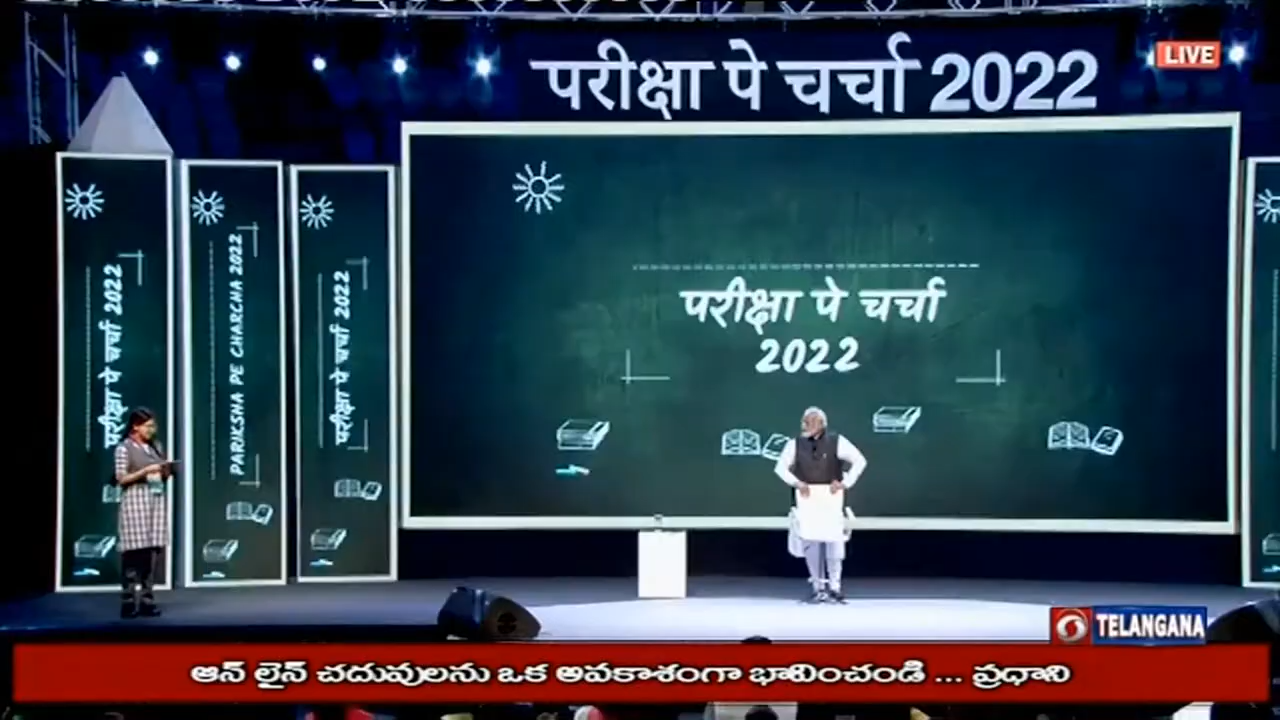 परीक्षा पे चर्चा 2022
LIVE
परीक्षा पे चर्चा 2022
PARIKSHA PE CHARCHA 2022
परीक्षा पे चर्चा 2022
परीक्षा पे चर्चा
2022
TELANGANA
ఆన్ లైన్ చదువులను ఒక అవకాశంగా భావించండి ... ప్రధాని